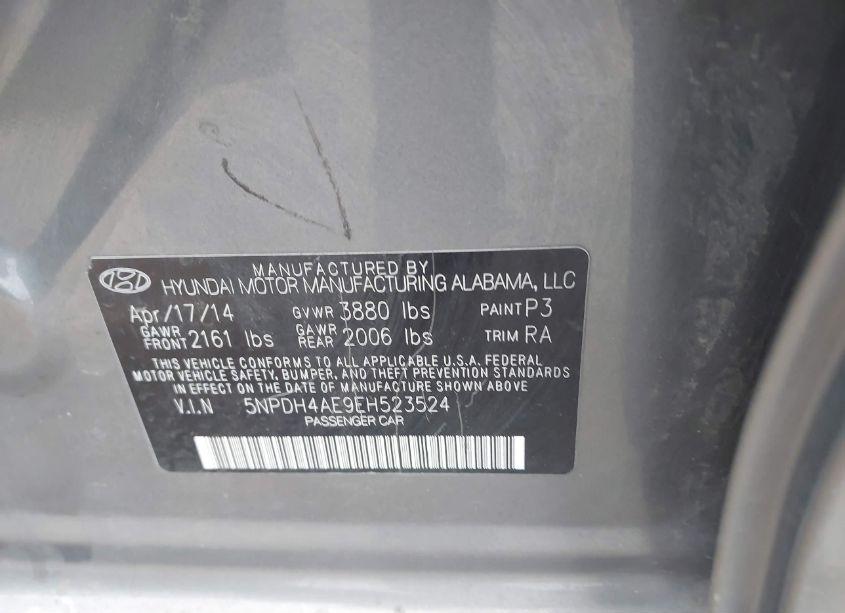 MANUFACTURED BY
HYUNDAI MOTOR MANUFACTURING ALABAMA, LLC
Apr/17/14 GVWR 3880 lbs PAINT P3
GAWR FRONT 2161 lbs GAWR REAR 2006 lbs TRIM RA
THIS VEHICLE CONFORMS TO ALL APPLICABLE U.S.A. FEDERAL
MOTOR VEHICLE SAFETY, BUMPER, AND THEFT PREVENTION STANDARDS
IN EFFECT ON THE DATE OF MANUFACTURE SHOWN ABOVE
V.I.N 5NPDH4AE9EH523524
PASSENGER CAR